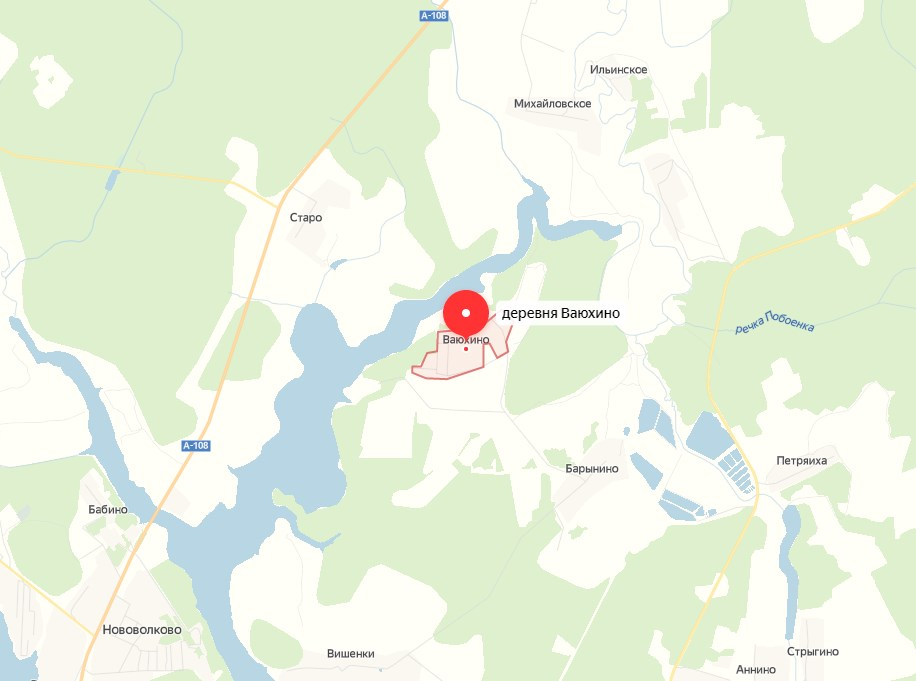 А-108
Ильинское
Михайловское
Старо
деревня Ваюхино
речка Побоенка
Ваюхино
А-108
Петряиха
Барынино
Бабино
Нововолково
Вишенки
Стрыгино
Аннино